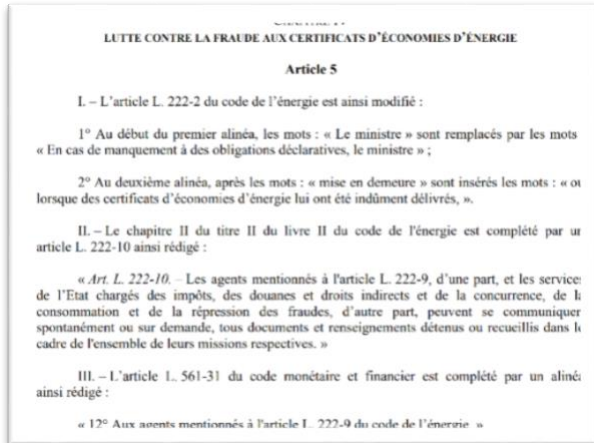 LUTTE CONTRE LA FRAUDE AUX CERTIFICATS D'ÉCONOMIES D'ÉNERGIE
Article 5
I. – L'article L. 222-2 du code de l'énergie est ainsi modifié :
1° Au début du premier alinéa, les mots : « Le ministre » sont remplacés par les mots
« En cas de manquement à des obligations déclaratives, le ministre » ;
2° Au deuxième alinéa, après les mots : « mise en demeure » sont insérés les mots : « ou
lorsque des certificats d'économies d'énergie lui ont été indûment délivrés, ».
II. – Le chapitre II du titre II du livre II du code de l'énergie est complété par un
article L. 222-10 ainsi rédigé :
« Art. L. 222-10. – Les agents mentionnés à l'article L. 222-9, d'une part, et les services
de l'Etat chargés des impôts, des douanes et droits indirects et de la concurrence, de la
consommation et de la répression des fraudes, d'autre part, peuvent se communiquer
spontanément ou sur demande, tous documents et renseignements détenus ou recueillis dans le
cadre de l'ensemble de leurs missions respectives. »
III. – L'article L. 561-31 du code monétaire et financier est complété par un alinéa
ainsi rédigé :
« 12° Aux agents mentionnés à l'article L. 222-9 du code de l'énergie »